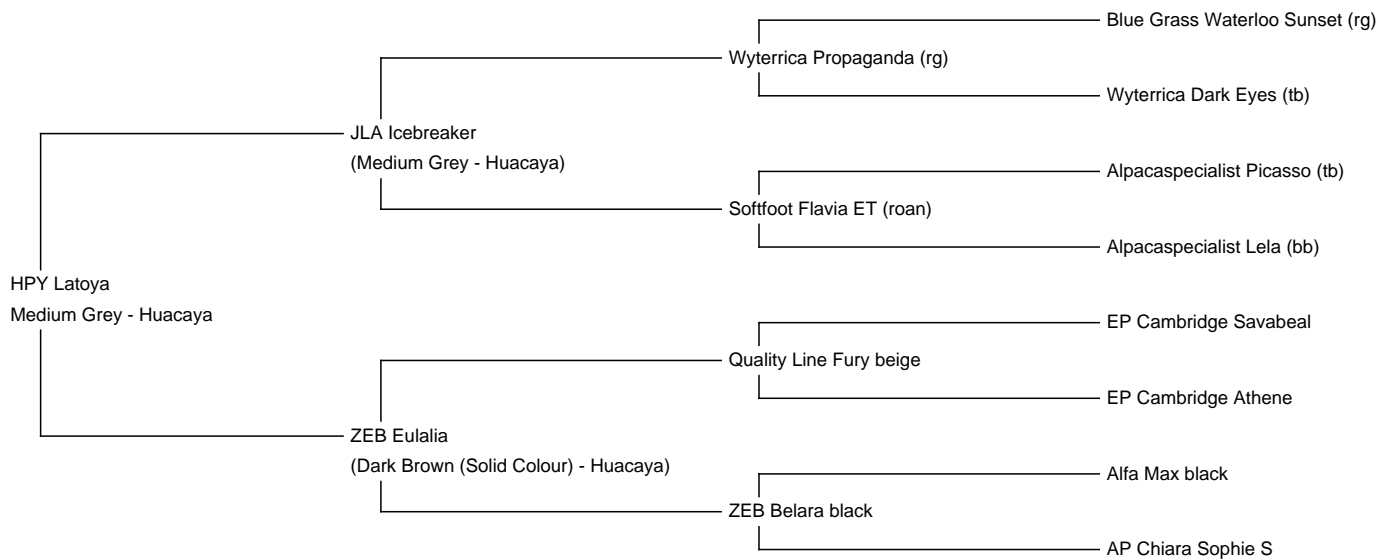 Blue Grass Waterloo Sunset (rg)
Wyterrica Propaganda (rg)
Wyterrica Dark Eyes (tb)
JLA Icebreaker
(Medium Grey - Huacaya)
Alpacaspecialist Picasso (tb)
Softfoot Flavia ET (roan)
Alpacaspecialist Lela (bb)
HPY Latoya
Medium Grey - Huacaya
EP Cambridge Savabeal
Quality Line Fury beige
EP Cambridge Athene
ZEB Eulalia
(Dark Brown (Solid Colour) - Huacaya)
Alfa Max black
ZEB Belara black
AP Chiara Sophie S